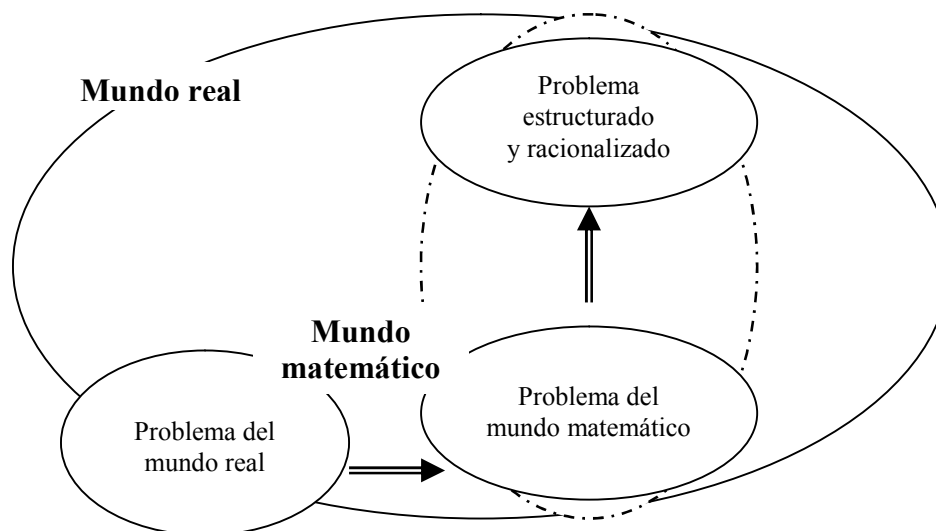 Mundo real
Problema
estructurado
y racionalizado
Mundo
matemático
Problema del
mundo real
Problema del
mundo matemático